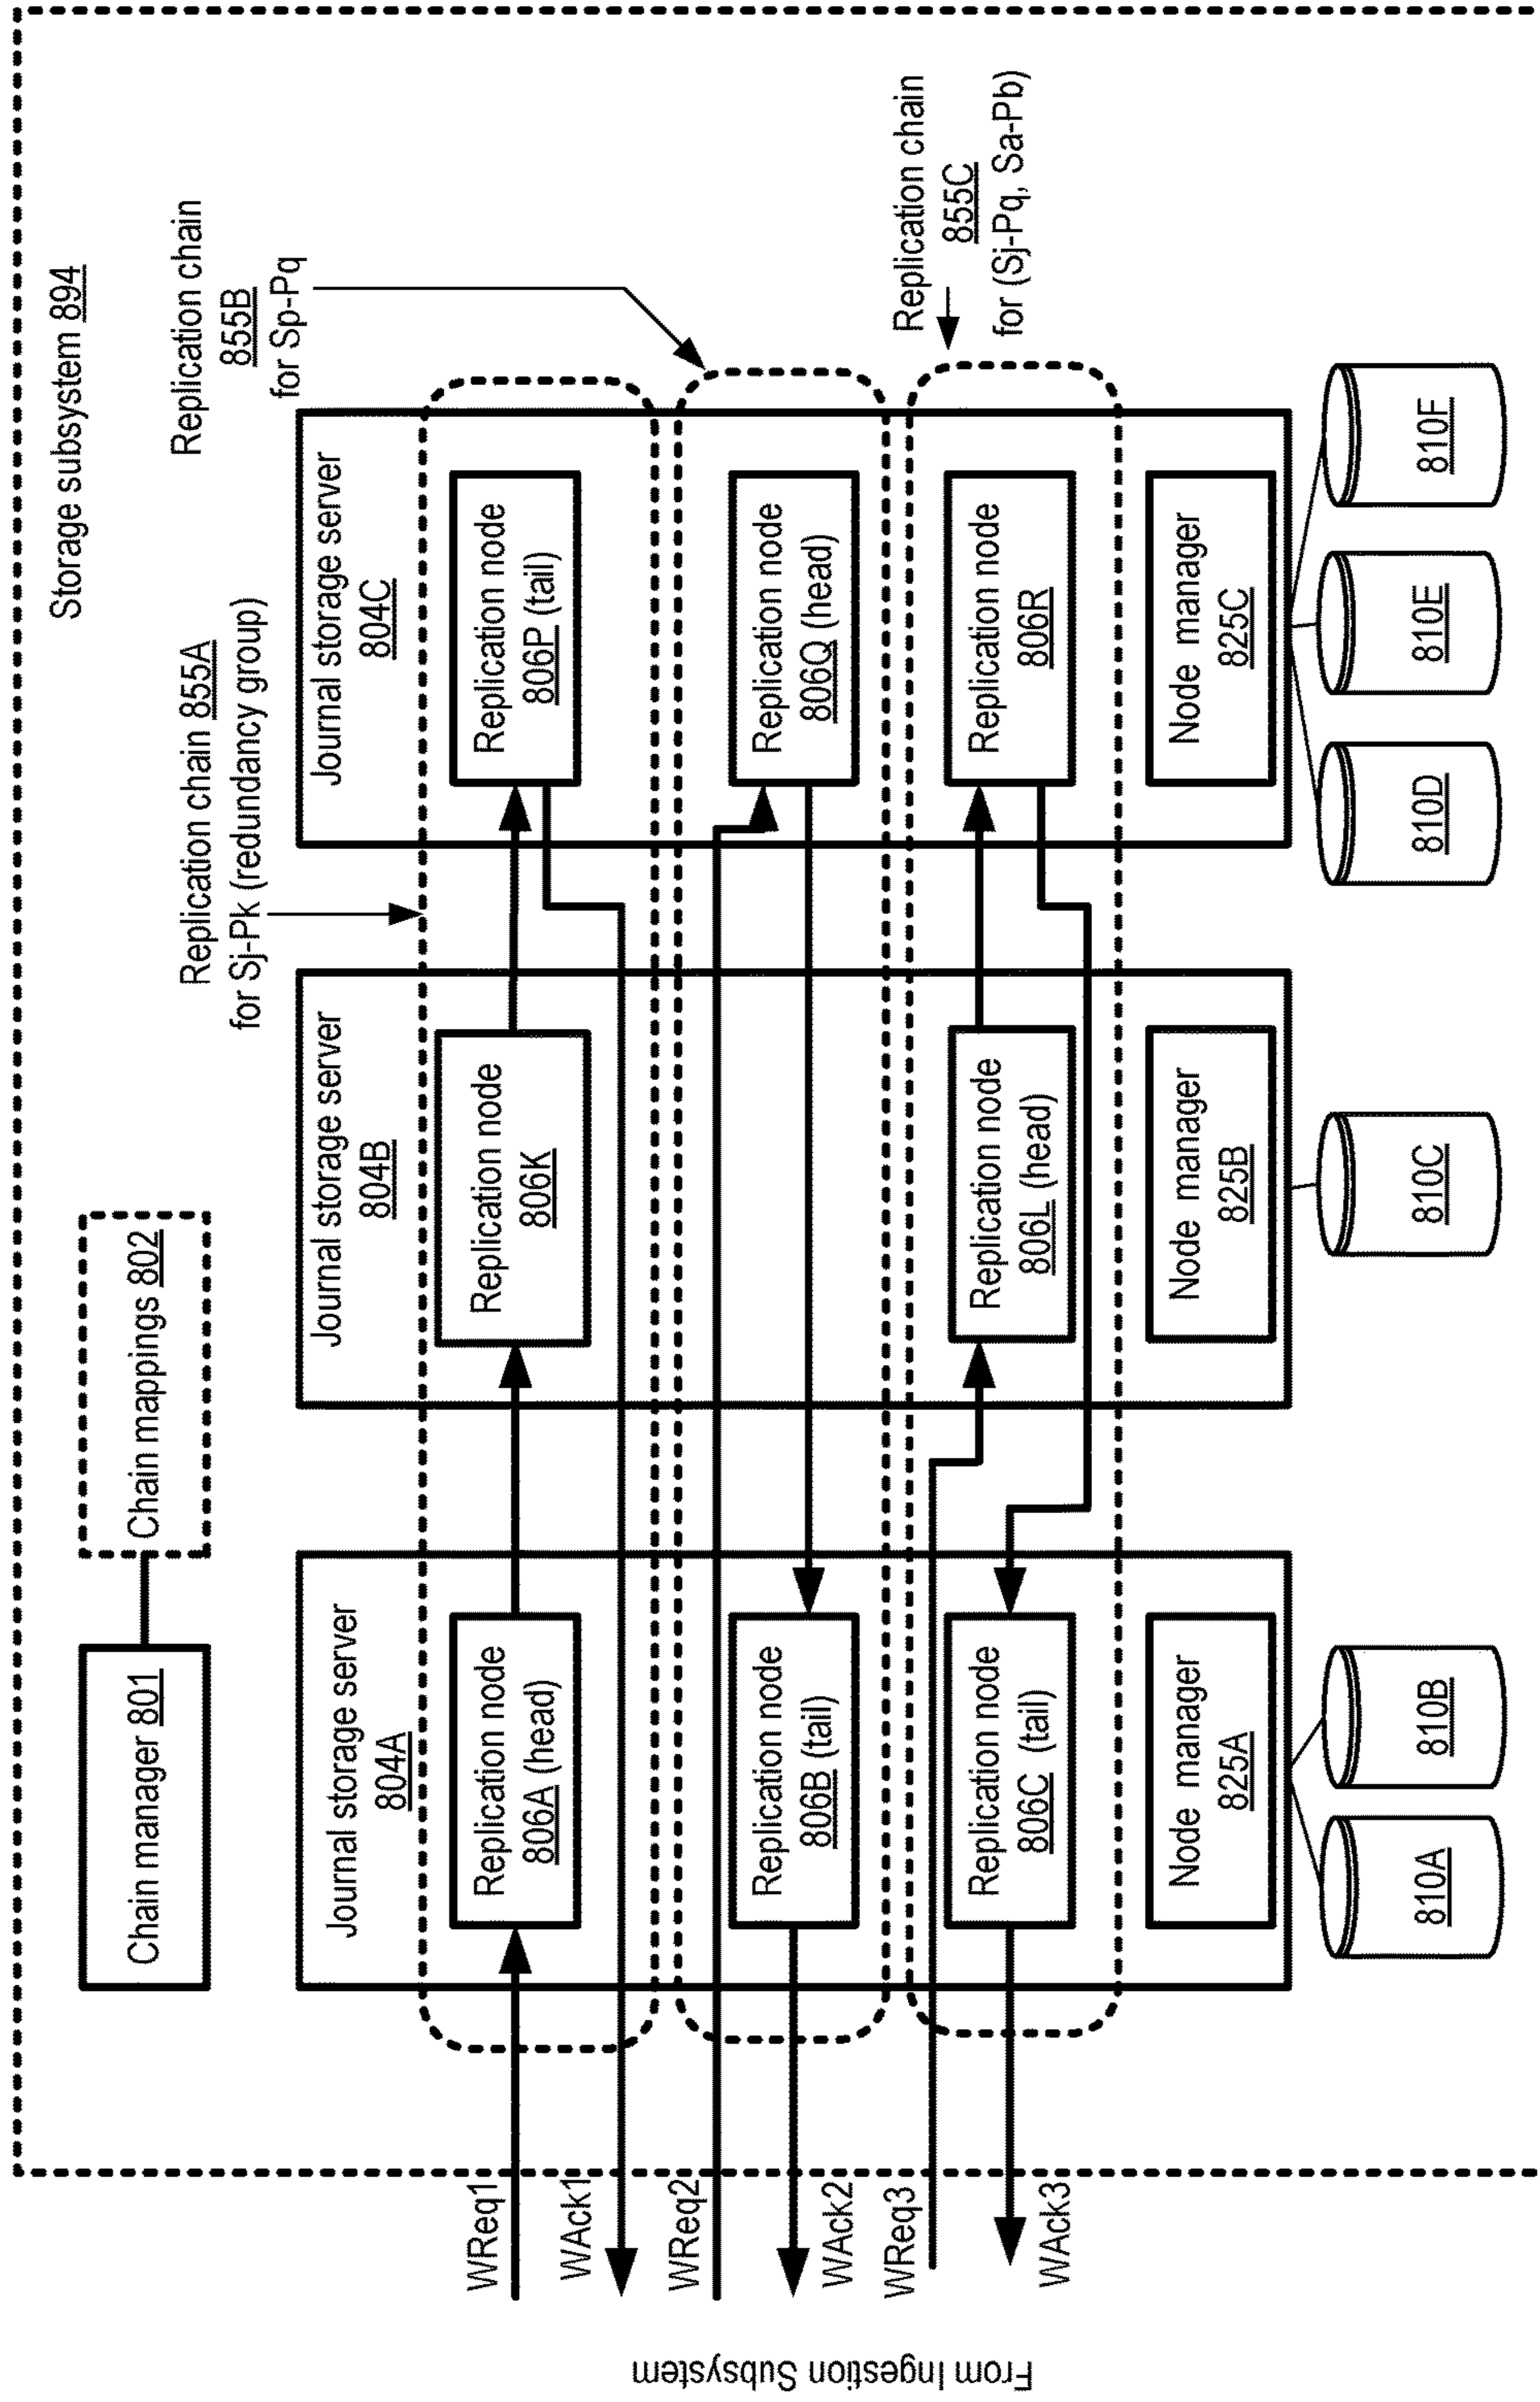 Storage subsystem 894
Chain manager 801
Chain mappings 802
Replication chain 855A
for Sj-Pk (redundancy group)
Replication chain
855B
for Sp-Pq
Replication chain
855C
for (Sj-Pq, Sa-Pb)
Journal storage server
804A
Replication node
806A (head)
Replication node
806B (tail)
Replication node
806C (tail)
Node manager
825A
810A
810B
Journal storage server
804B
Replication node
806K
Replication node
806L (head)
Node manager
825B
810C
Journal storage server
804C
Replication node
806P (tail)
Replication node
806Q (head)
Replication node
806R
Node manager
825C
810D
810E
810F
WReq1
WAck1
WReq2
WAck2
WReq3
WAck3
From Ingestion Subsystem